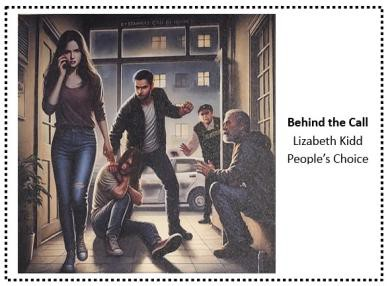 Behind the Call
Lizabeth Kidd
People's Choice